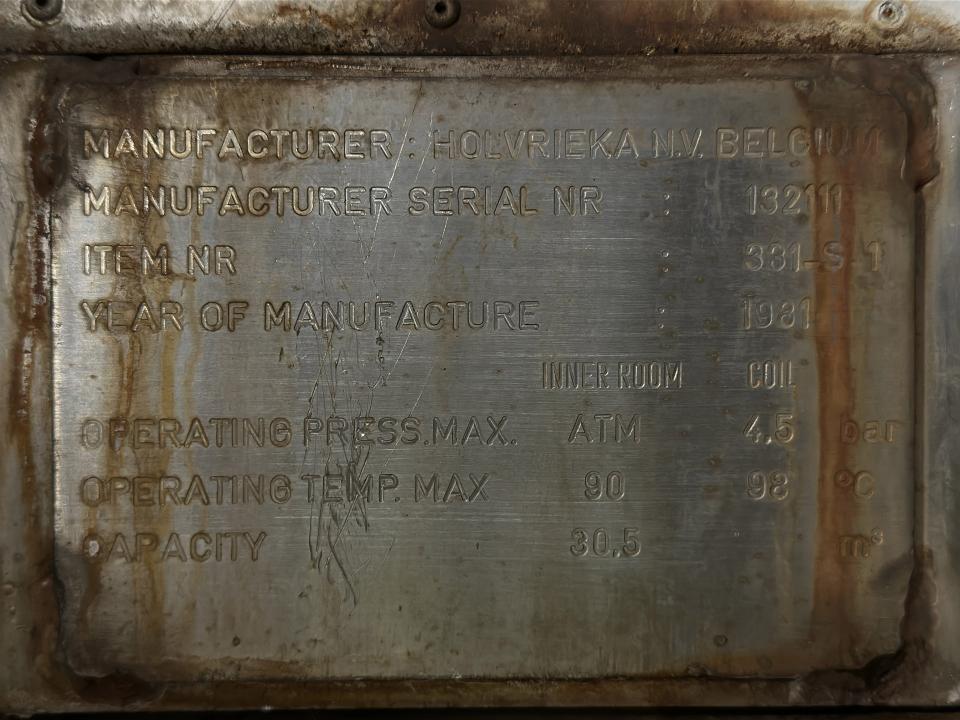 MANUFACTURER : HOLVRIEKA N.V. BELGIUM
MANUFACTURER SERIAL NR : 132111
ITEM NR : 331-S-1
YEAR OF MANUFACTURE : 1981
INNER ROOM COIL
OPERATING PRESS.MAX. ATM 4.5 bar
OPERATING TEMP. MAX 90 98 °C
CAPACITY 30.5 m³